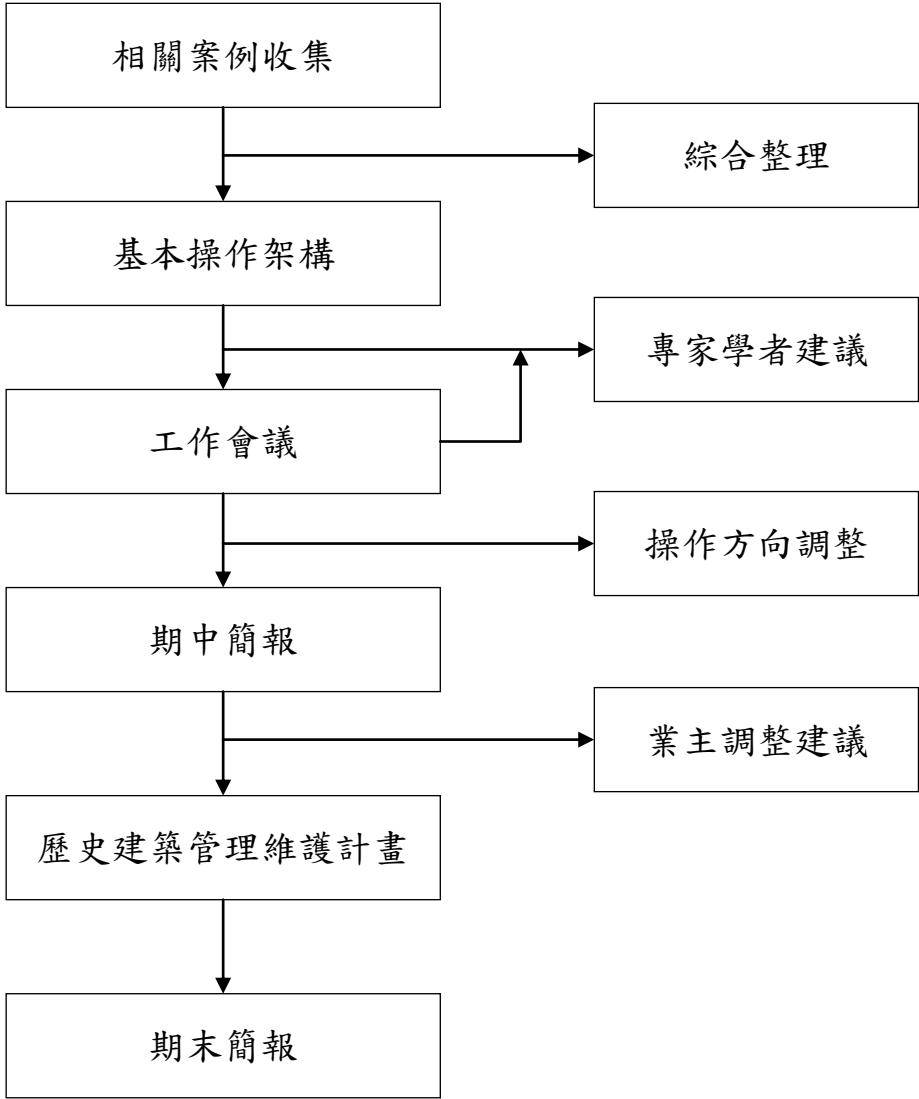 相關案例收集
綜合整理
基本操作架構
專家學者建議
工作會議
操作方向調整
期中簡報
業主調整建議
歷史建築管理維護計畫
期末簡報